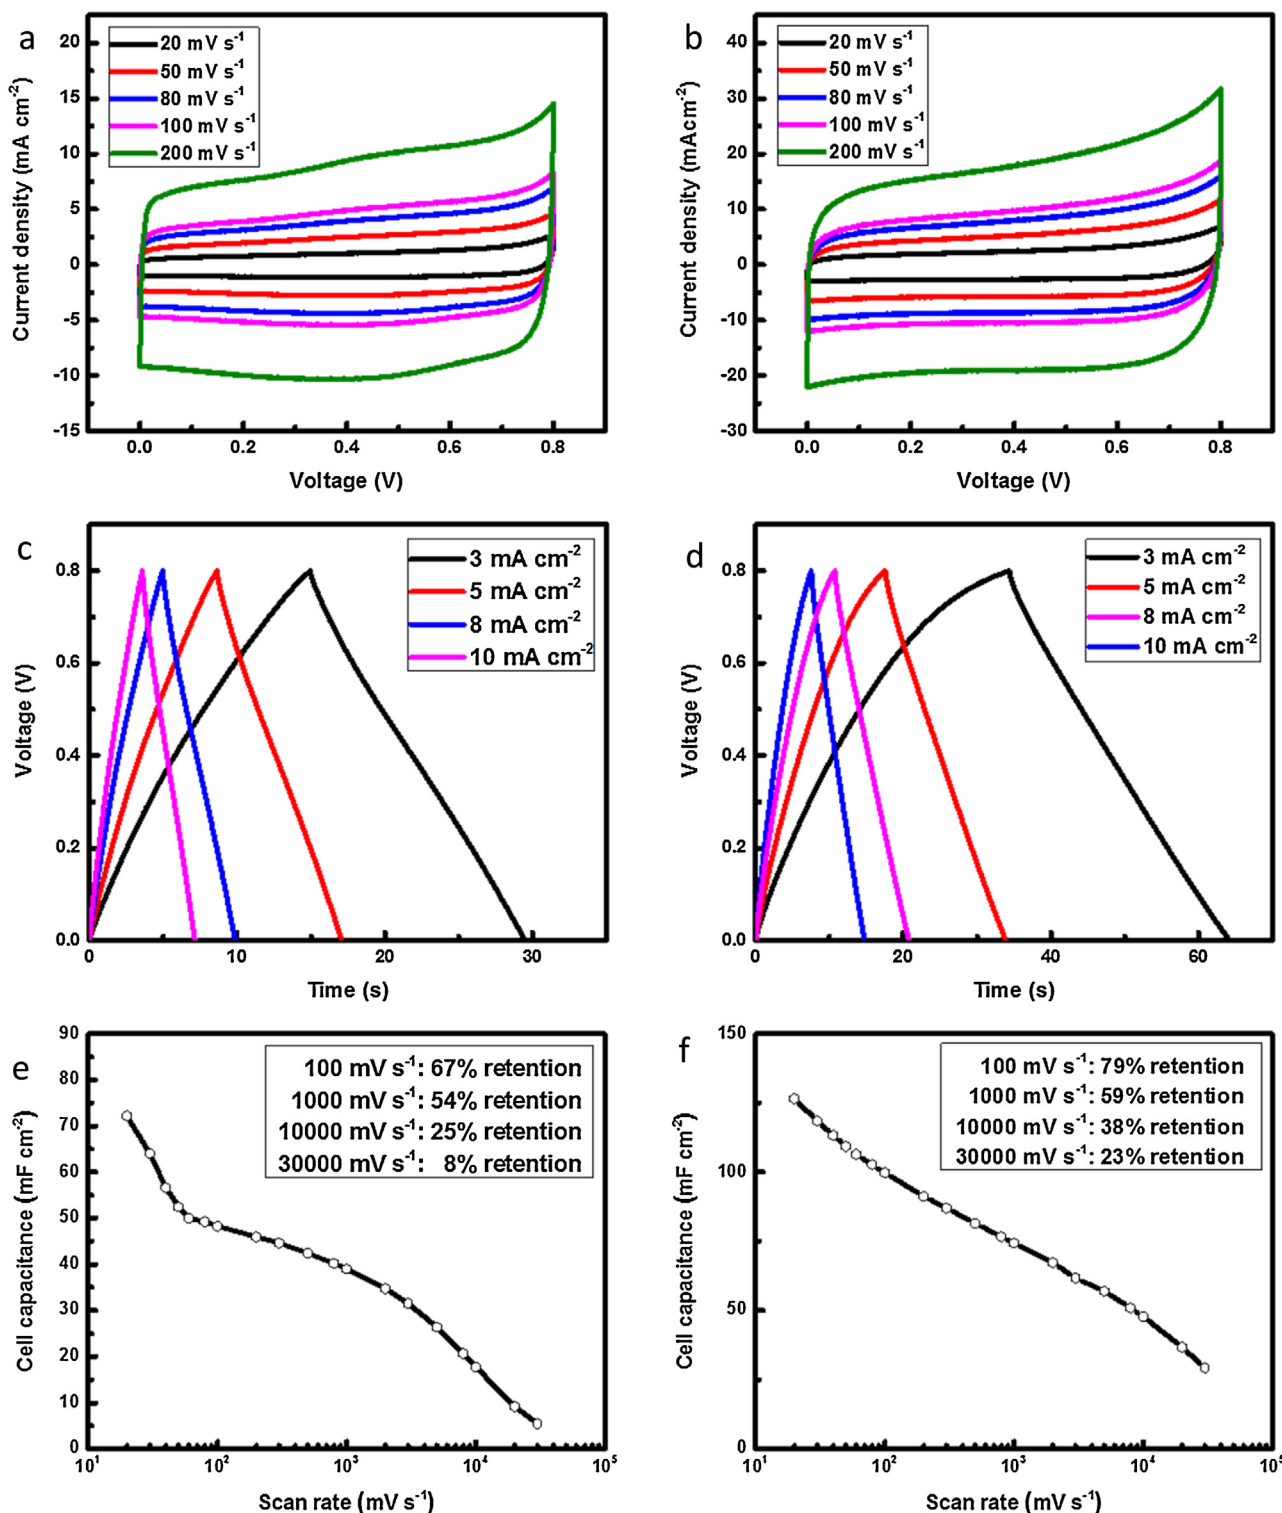 a
20 mV s⁻¹
50 mV s⁻¹
80 mV s⁻¹
100 mV s⁻¹
200 mV s⁻¹
20
15
10
5
0
-5
-10
-15
Current density (mA cm⁻²)
0.0 0.2 0.4 0.6 0.8
Voltage (V)
b
20 mV s⁻¹
50 mV s⁻¹
80 mV s⁻¹
100 mV s⁻¹
200 mV s⁻¹
40
30
20
10
0
-10
-20
-30
Current density (mAcm⁻²)
0.0 0.2 0.4 0.6 0.8
Voltage (V)
c
3 mA cm⁻²
5 mA cm⁻²
8 mA cm⁻²
10 mA cm⁻²
0.8
0.6
0.4
0.2
0.0
Voltage (V)
0 10 20 30
Time (s)
d
3 mA cm⁻²
5 mA cm⁻²
8 mA cm⁻²
10 mA cm⁻²
0.8
0.6
0.4
0.2
0.0
Voltage (V)
0 20 40 60
Time (s)
e
100 mV s⁻¹: 67% retention
1000 mV s⁻¹: 54% retention
10000 mV s⁻¹: 25% retention
30000 mV s⁻¹: 8% retention
90
80
70
60
50
40
30
20
10
0
Cell capacitance (mF cm⁻²)
10¹ 10² 10³ 10⁴ 10⁵
Scan rate (mV s⁻¹)
f
100 mV s⁻¹: 79% retention
1000 mV s⁻¹: 59% retention
10000 mV s⁻¹: 38% retention
30000 mV s⁻¹: 23% retention
150
100
50
0
Cell capacitance (mF cm⁻²)
10¹ 10² 10³ 10⁴ 10⁵
Scan rate (mV s⁻¹)